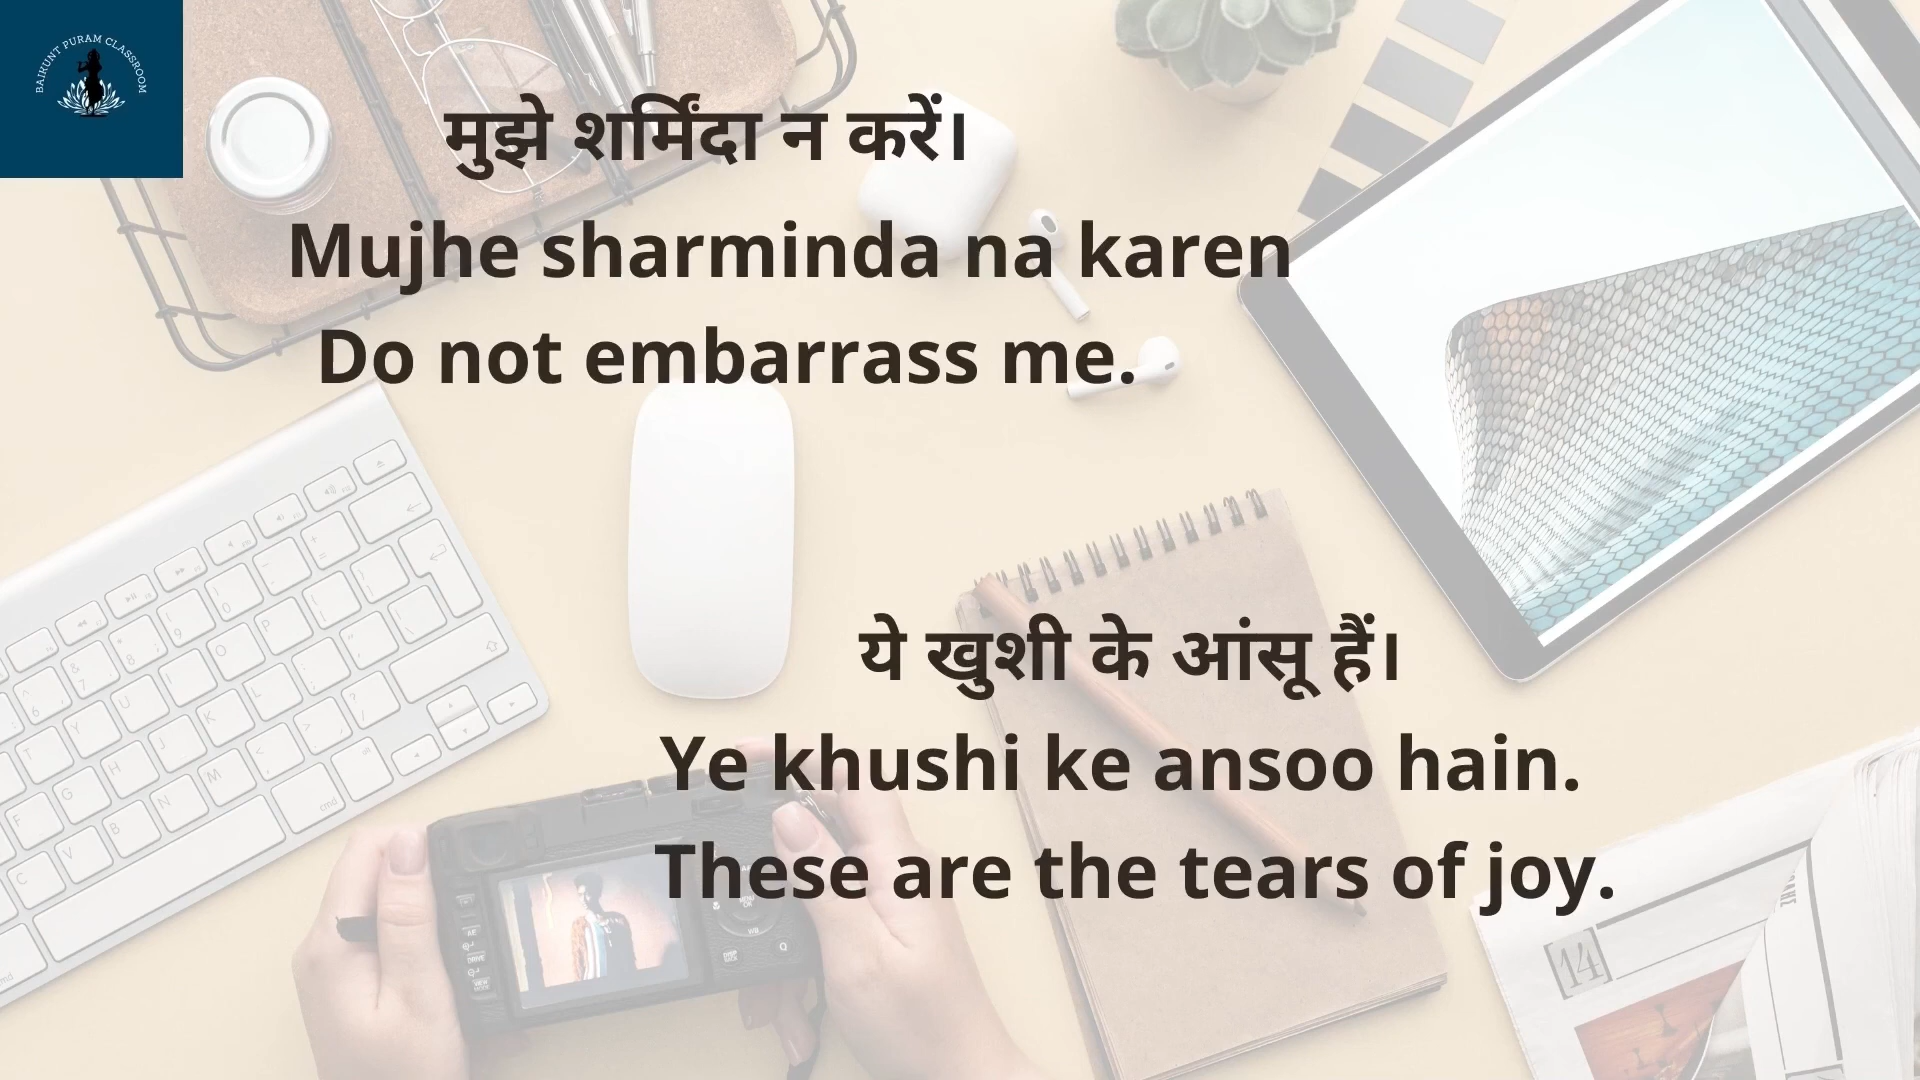 BAIKUNT PURAM CLASSROOM
मुझे शर्मिंदा न करें।
Mujhe sharminda na karen
Do not embarrass me.
ये खुशी के आंसू हैं।
Ye khushi ke ansoo hain.
These are the tears of joy.
14